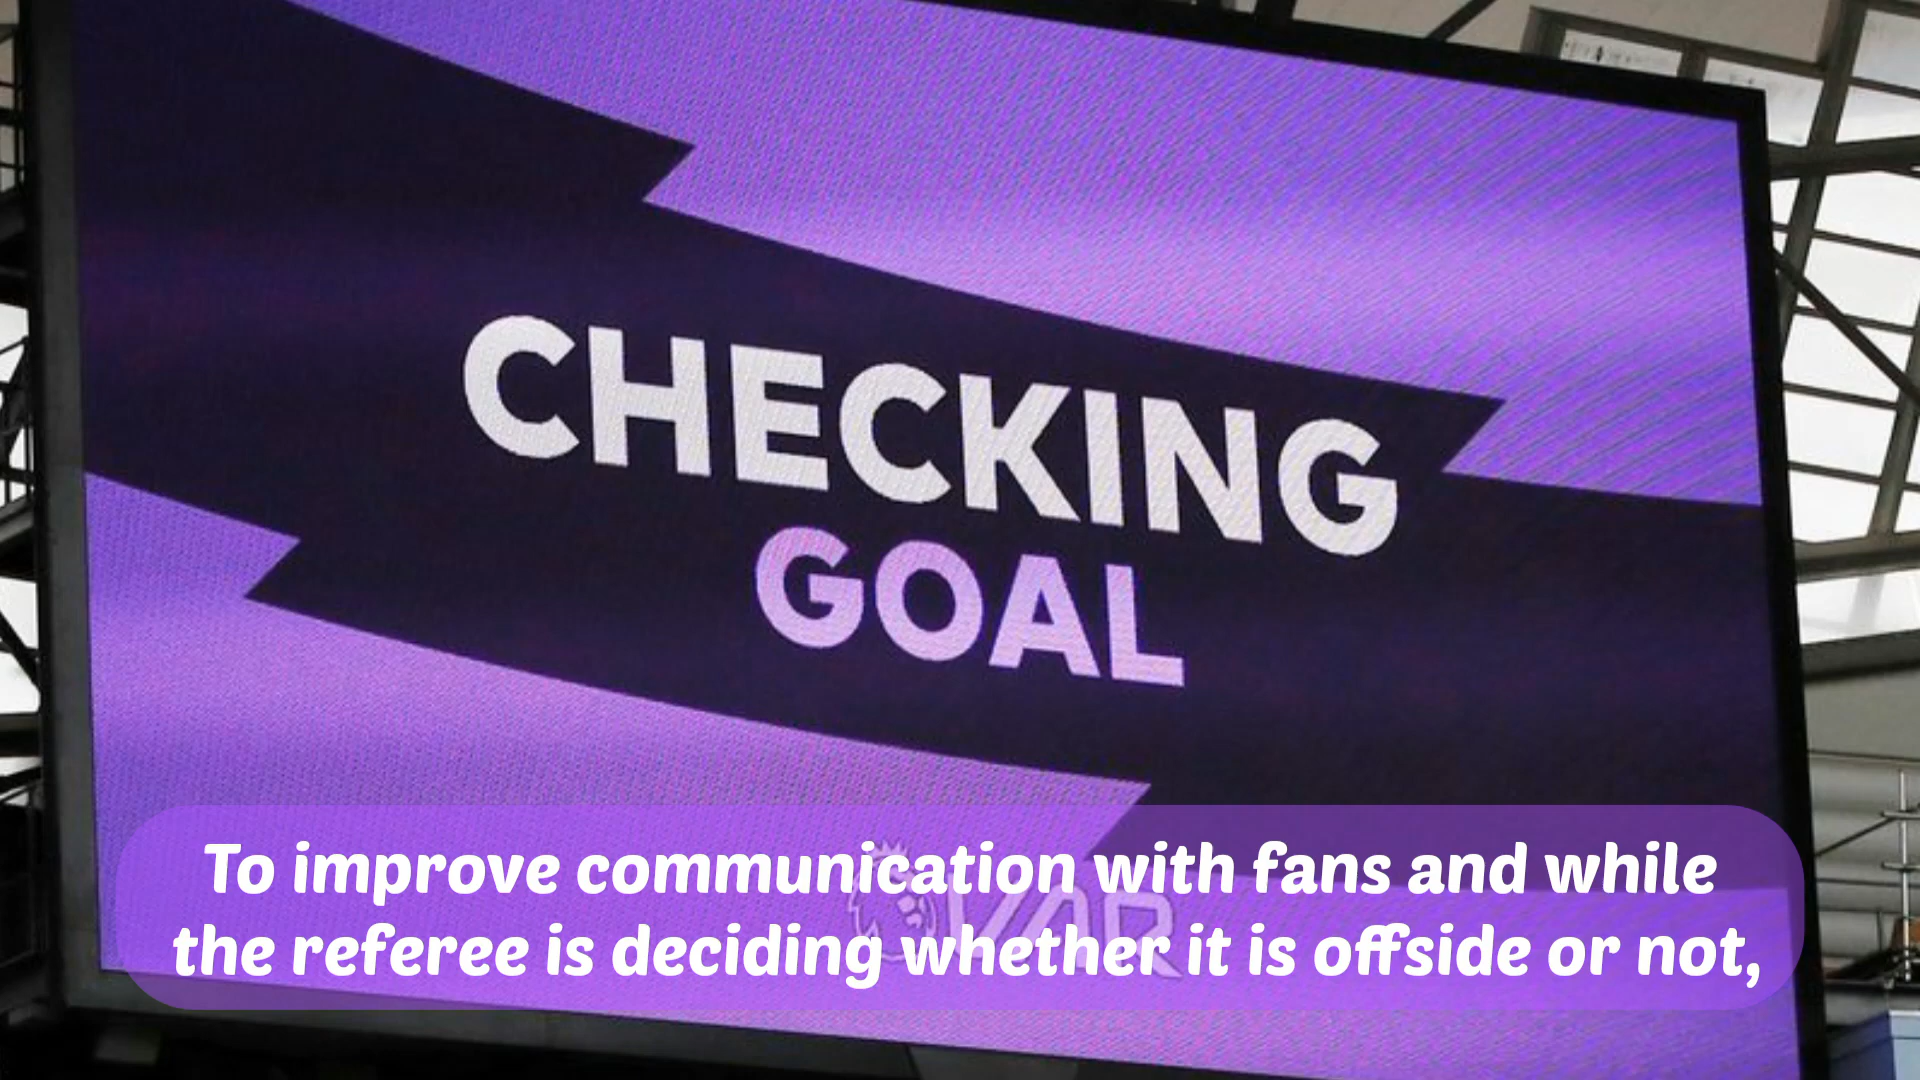 CHECKING
GOAL
VAR
To improve communication with fans and while
the referee is deciding whether it is offside or not,